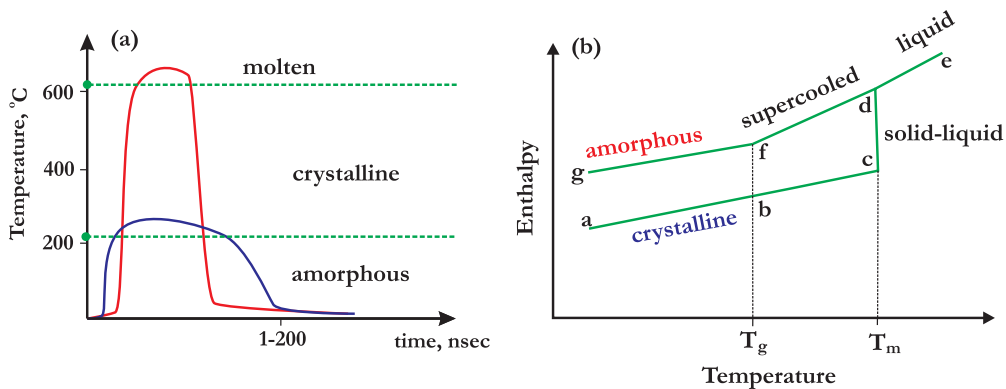 (a)
molten
600
Temperature, °C
400
crystalline
200
amorphous
1-200
time, nsec
(b)
liquid
e
supercooled
d
solid-liquid
amorphous
f
g
c
Enthalpy
b
a
crystalline
Tg
Tm
Temperature